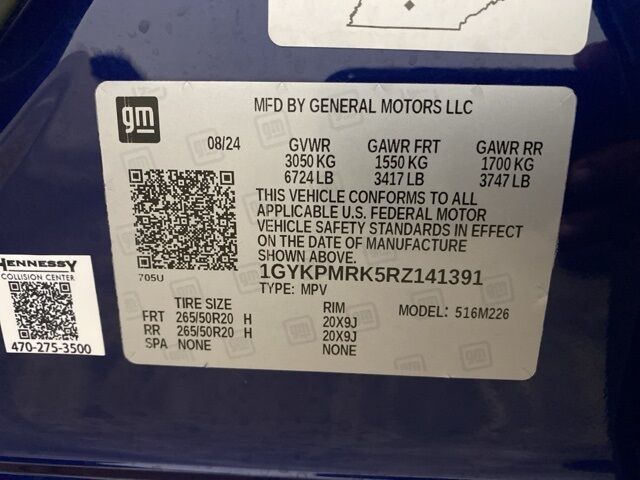 gm
MFD BY GENERAL MOTORS LLC
08/24 GVWR GAWR FRT GAWR RR
3050 KG 1550 KG 1700 KG
6724 LB 3417 LB 3747 LB
THIS VEHICLE CONFORMS TO ALL
APPLICABLE U.S. FEDERAL MOTOR
VEHICLE SAFETY STANDARDS IN EFFECT
ON THE DATE OF MANUFACTURE
SHOWN ABOVE.
705U
1GYKPMRK5RZ141391
TYPE: MPV
TIRE SIZE RIM MODEL: 516M226
FRT 265/50R20 H 20X9J
RR 265/50R20 H 20X9J
SPA NONE NONE
HENNESSY
COLLISION CENTER
470-275-3500